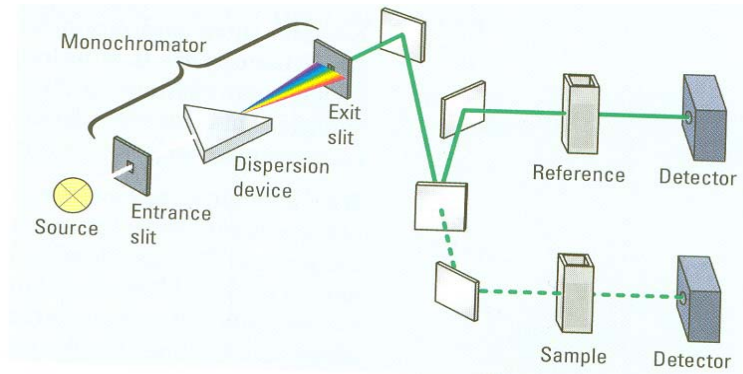 Monochromator
Exit
slit
Dispersion
device
Entrance
slit
Source
Reference
Detector
Sample
Detector